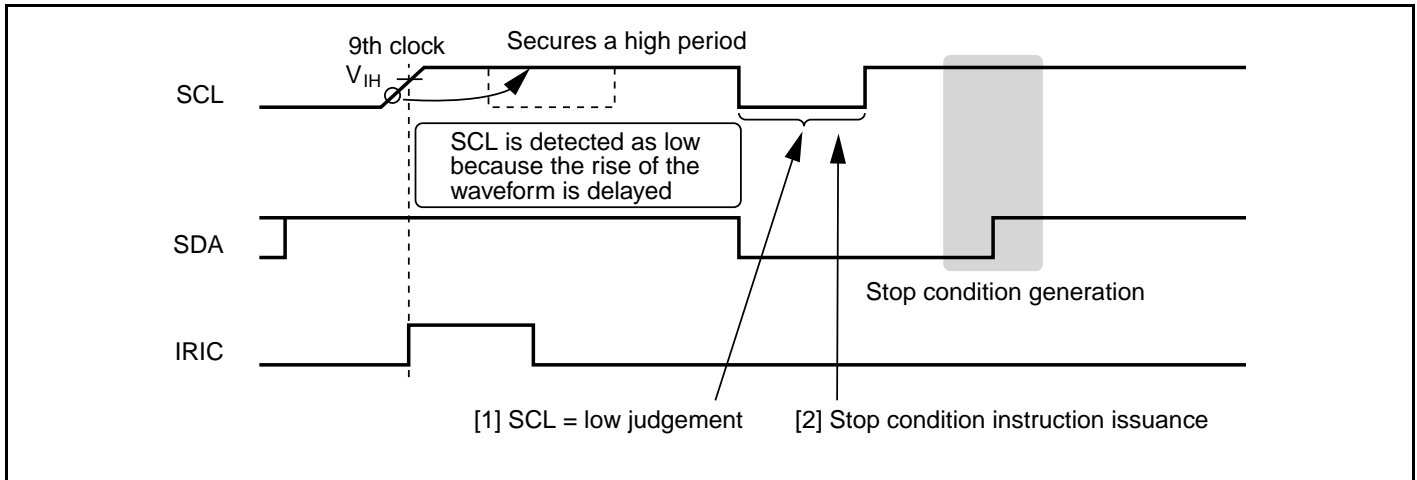 9th clock
Secures a high period
VIH
SCL
SCL is detected as low
because the rise of the
waveform is delayed
SDA
Stop condition generation
IRIC
[1] SCL = low judgement
[2] Stop condition instruction issuance